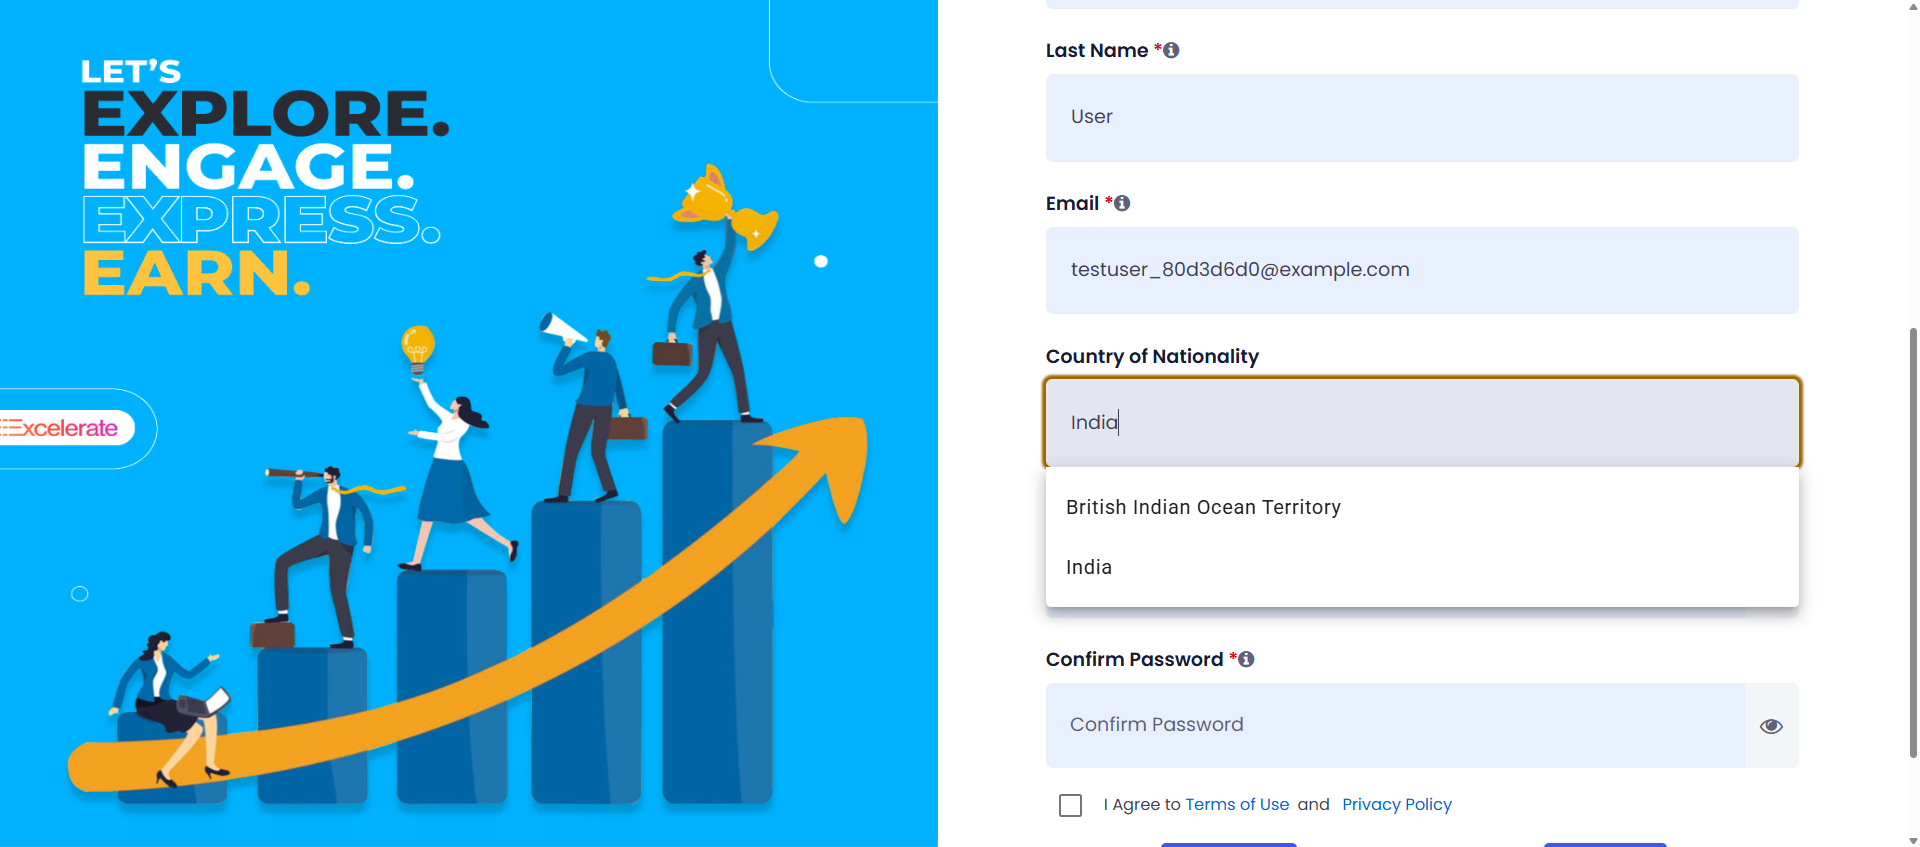 LET'S
EXPLORE.
ENGAGE.
EXPRESS.
EARN.
Excelerate
Last Name *
User
Email *
testuser_80d3d6d0@example.com
Country of Nationality
India
British Indian Ocean Territory
India
Confirm Password *
Confirm Password
I Agree to Terms of Use and Privacy Policy